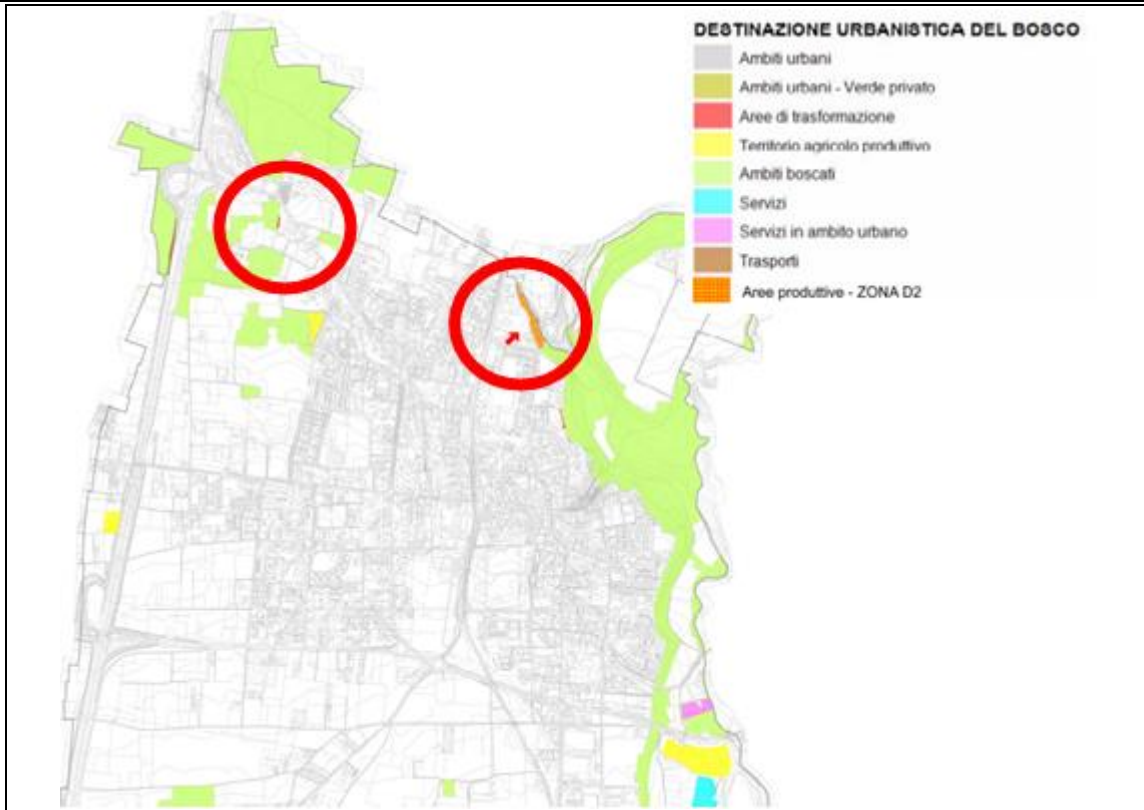 DESTINAZIONE URBANISTICA DEL BOSCO
Ambiti urbani
Ambiti urbani - Verde privato
Aree di trasformazione
Territorio agricolo produttivo
Ambiti boscati
Servizi
Servizi in ambito urbano
Trasporti
Aree produttive - ZONA D2